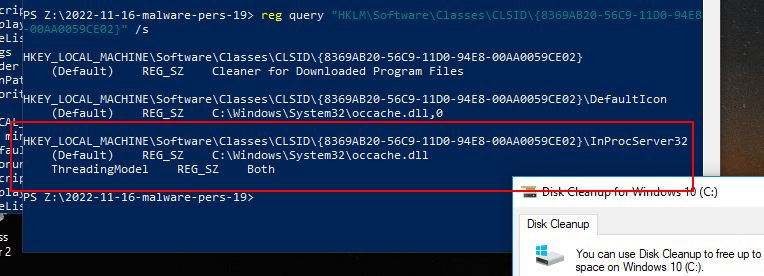 PS Z:\2022-11-16-malware-pers-19> reg query "HKLM\Software\Classes\CLSID\{8369AB20-56C9-11D0-94E8
-00AA0059CE02}" /s
HKEY_LOCAL_MACHINE\Software\Classes\CLSID\{8369AB20-56C9-11D0-94E8-00AA0059CE02}
(Default)    REG_SZ    Cleaner for Downloaded Program Files
HKEY_LOCAL_MACHINE\Software\Classes\CLSID\{8369AB20-56C9-11D0-94E8-00AA0059CE02}\DefaultIcon
(Default)    REG_SZ    C:\Windows\System32\occache.dll,0
HKEY_LOCAL_MACHINE\Software\Classes\CLSID\{8369AB20-56C9-11D0-94E8-00AA0059CE02}\InProcServer32
(Default)    REG_SZ    C:\Windows\System32\occache.dll
ThreadingModel    REG_SZ    Both
PS Z:\2022-11-16-malware-pers-19>
Disk Cleanup for Windows 10 (C:)
Disk Cleanup
You can use Disk Cleanup to free up to
space on Windows 10 (C:).